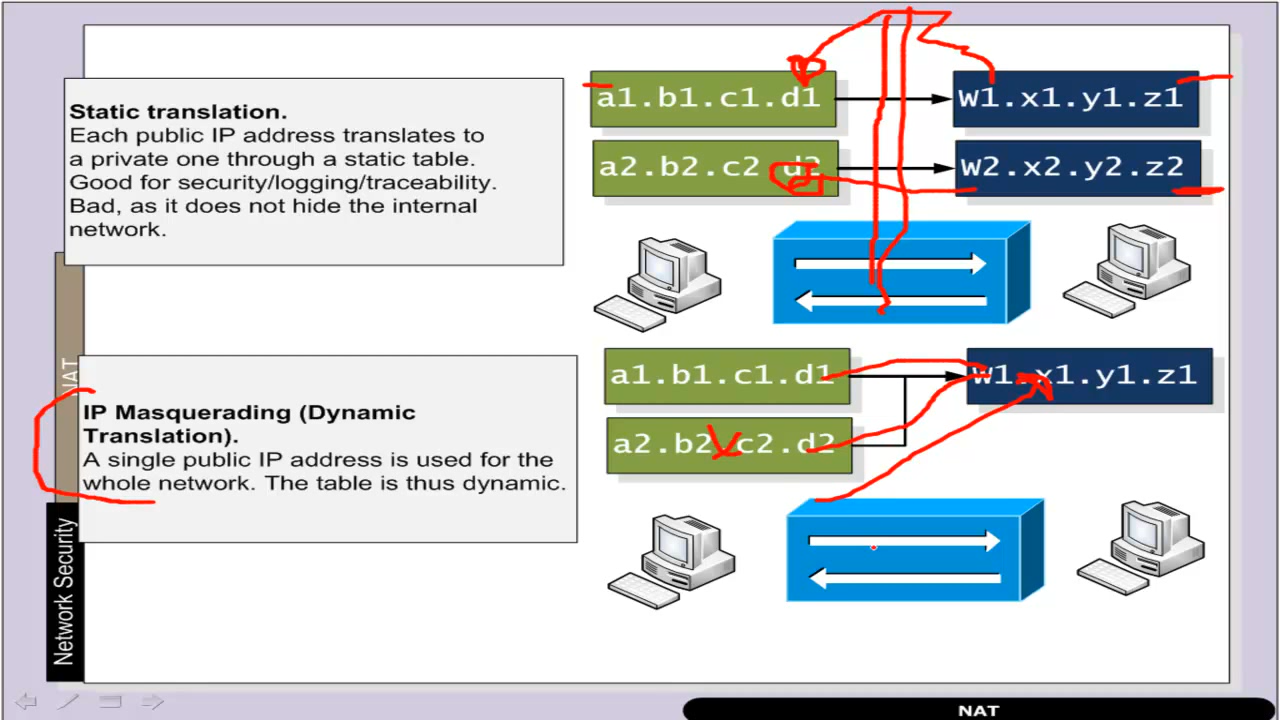 Static translation.
Each public IP address translates to
a private one through a static table.
Good for security/logging/traceability.
Bad, as it does not hide the internal
network.
a1.b1.c1.d1
w1.x1.y1.z1
a2.b2.c2 d2
w2.x2.y2.z2
NAT
IP Masquerading (Dynamic
Translation).
A single public IP address is used for the
whole network. The table is thus dynamic.
a1.b1.c1.d1
w1.x1.y1.z1
a2.b2.c2.d2
Network Security
NAT